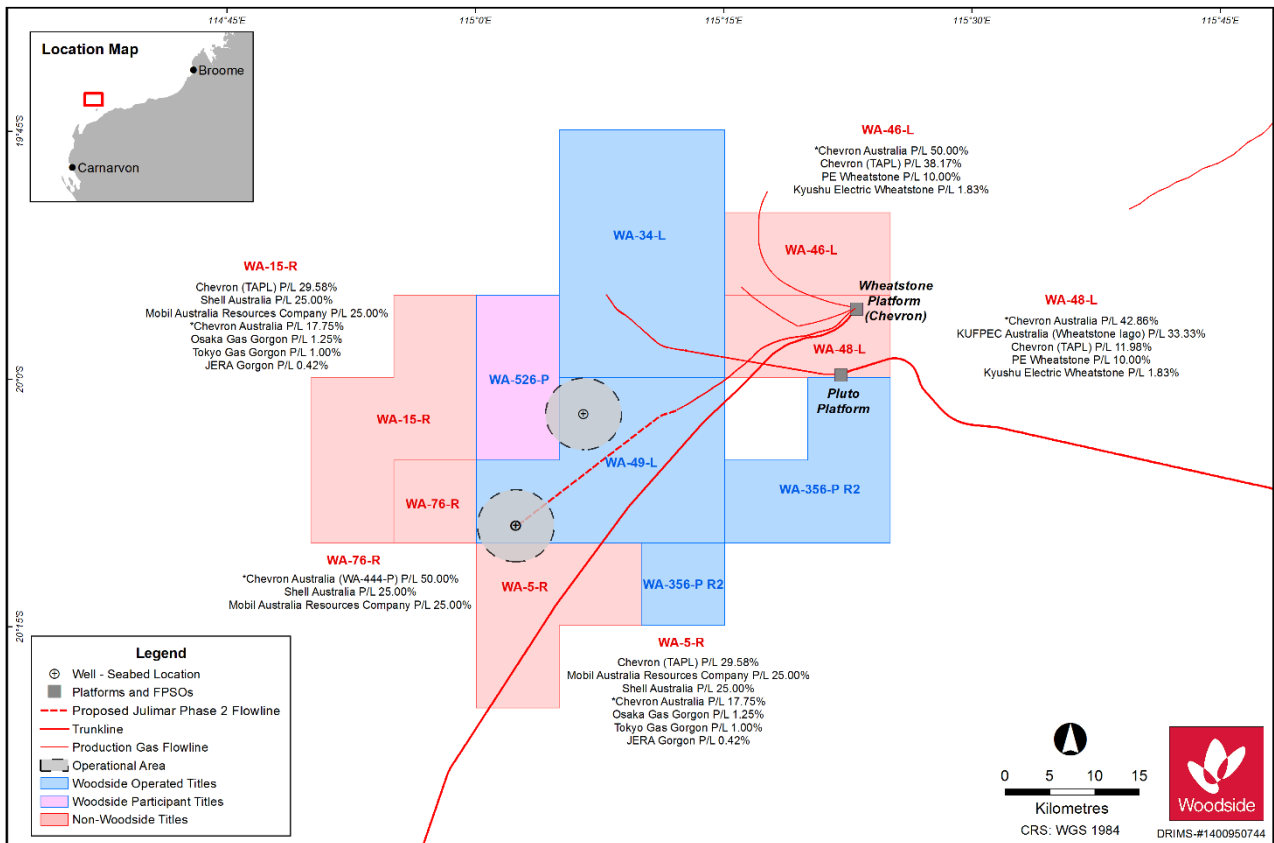 114°45'E
115°0'E
115°15'E
115°30'E
115°45'E
Location Map
Broome
Carnarvon
19°45'S
20°0'S
20°15'S
WA-46-L
*Chevron Australia P/L 50.00%
Chevron (TAPL) P/L 38.17%
PE Wheatstone P/L 10.00%
Kyushu Electric Wheatstone P/L 1.83%
WA-34-L
WA-46-L
WA-15-R
Chevron (TAPL) P/L 29.58%
Shell Australia P/L 25.00%
Mobil Australia Resources Company P/L 25.00%
*Chevron Australia P/L 17.75%
Osaka Gas Gorgon P/L 1.25%
Tokyo Gas Gorgon P/L 1.00%
JERA Gorgon P/L 0.42%
Wheatstone
Platform
(Chevron)
WA-48-L
*Chevron Australia P/L 42.86%
KUFPEC Australia (Wheatstone Iago) P/L 33.33%
Chevron (TAPL) P/L 11.98%
PE Wheatstone P/L 10.00%
Kyushu Electric Wheatstone P/L 1.83%
WA-48-L
WA-526-P
Pluto
Platform
WA-15-R
WA-49-L
WA-356-P R2
WA-76-R
WA-76-R
*Chevron Australia (WA-444-P) P/L 50.00%
Shell Australia P/L 25.00%
Mobil Australia Resources Company P/L 25.00%
WA-5-R
WA-356-P R2
WA-5-R
Chevron (TAPL) P/L 29.58%
Mobil Australia Resources Company P/L 25.00%
Shell Australia P/L 25.00%
*Chevron Australia P/L 17.75%
Osaka Gas Gorgon P/L 1.25%
Tokyo Gas Gorgon P/L 1.00%
JERA Gorgon P/L 0.42%
Legend
Well - Seabed Location
Platforms and FPSOs
Proposed Julimar Phase 2 Flowline
Trunkline
Production Gas Flowline
Operational Area
Woodside Operated Titles
Woodside Participant Titles
Non-Woodside Titles
0 5 10 15
Kilometres
CRS: WGS 1984
Woodside
DRIMS-#1400950744